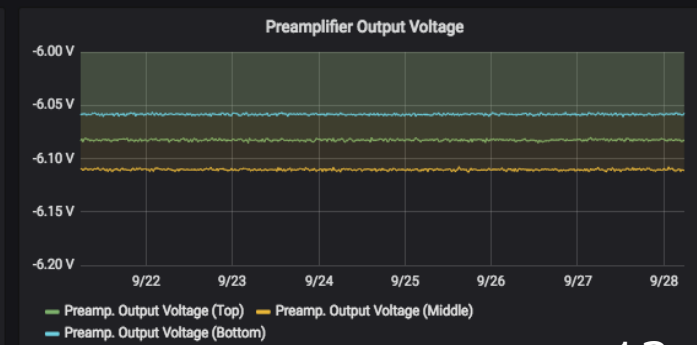 Preamplifier Output Voltage
-6.00 V
-6.05 V
-6.10 V
-6.15 V
-6.20 V
9/22 9/23 9/24 9/25 9/26 9/27 9/28
Preamp. Output Voltage (Top) Preamp. Output Voltage (Middle)
Preamp. Output Voltage (Bottom)